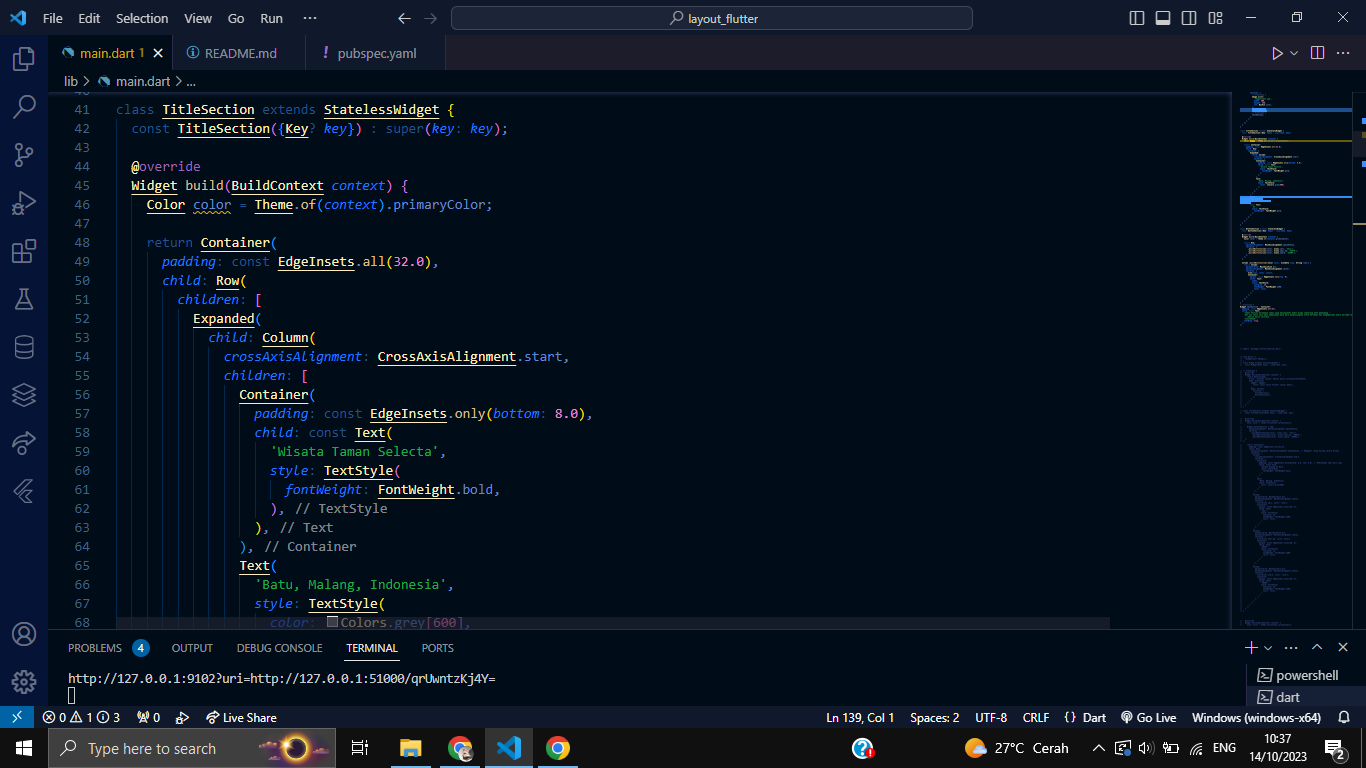 File Edit Selection View Go Run ··· layout_flutter
main.dart 1 README.md pubspec.yaml
lib > main.dart > ...
41 class TitleSection extends StatelessWidget {
42 const TitleSection({Key? key}) : super(key: key);
43
44 @override
45 Widget build(BuildContext context) {
46 Color color = Theme.of(context).primaryColor;
47
48 return Container(
49 padding: const EdgeInsets.all(32.0),
50 child: Row(
51 children: [
52 Expanded(
53 child: Column(
54 crossAxisAlignment: CrossAxisAlignment.start,
55 children: [
56 Container(
57 padding: const EdgeInsets.only(bottom: 8.0),
58 child: const Text(
59 'Wisata Taman Selecta',
60 style: TextStyle(
61 fontWeight: FontWeight.bold,
62 ), // TextStyle
63 ), // Text
64 ), // Container
65 Text(
66 'Batu, Malang, Indonesia',
67 style: TextStyle(
68 color: Colors.grey[600],
PROBLEMS 4 OUTPUT DEBUG CONSOLE TERMINAL PORTS
http://127.0.0.1:9102?uri=http://127.0.0.1:51000/qrUwntzKj4Y=
powershell
dart
0 1 3 0 Live Share Ln 139, Col 1 Spaces: 2 UTF-8 CRLF {} Dart Go Live Windows (windows-x64)
Type here to search 27°C Cerah ENG 10:37
14/10/2023 2